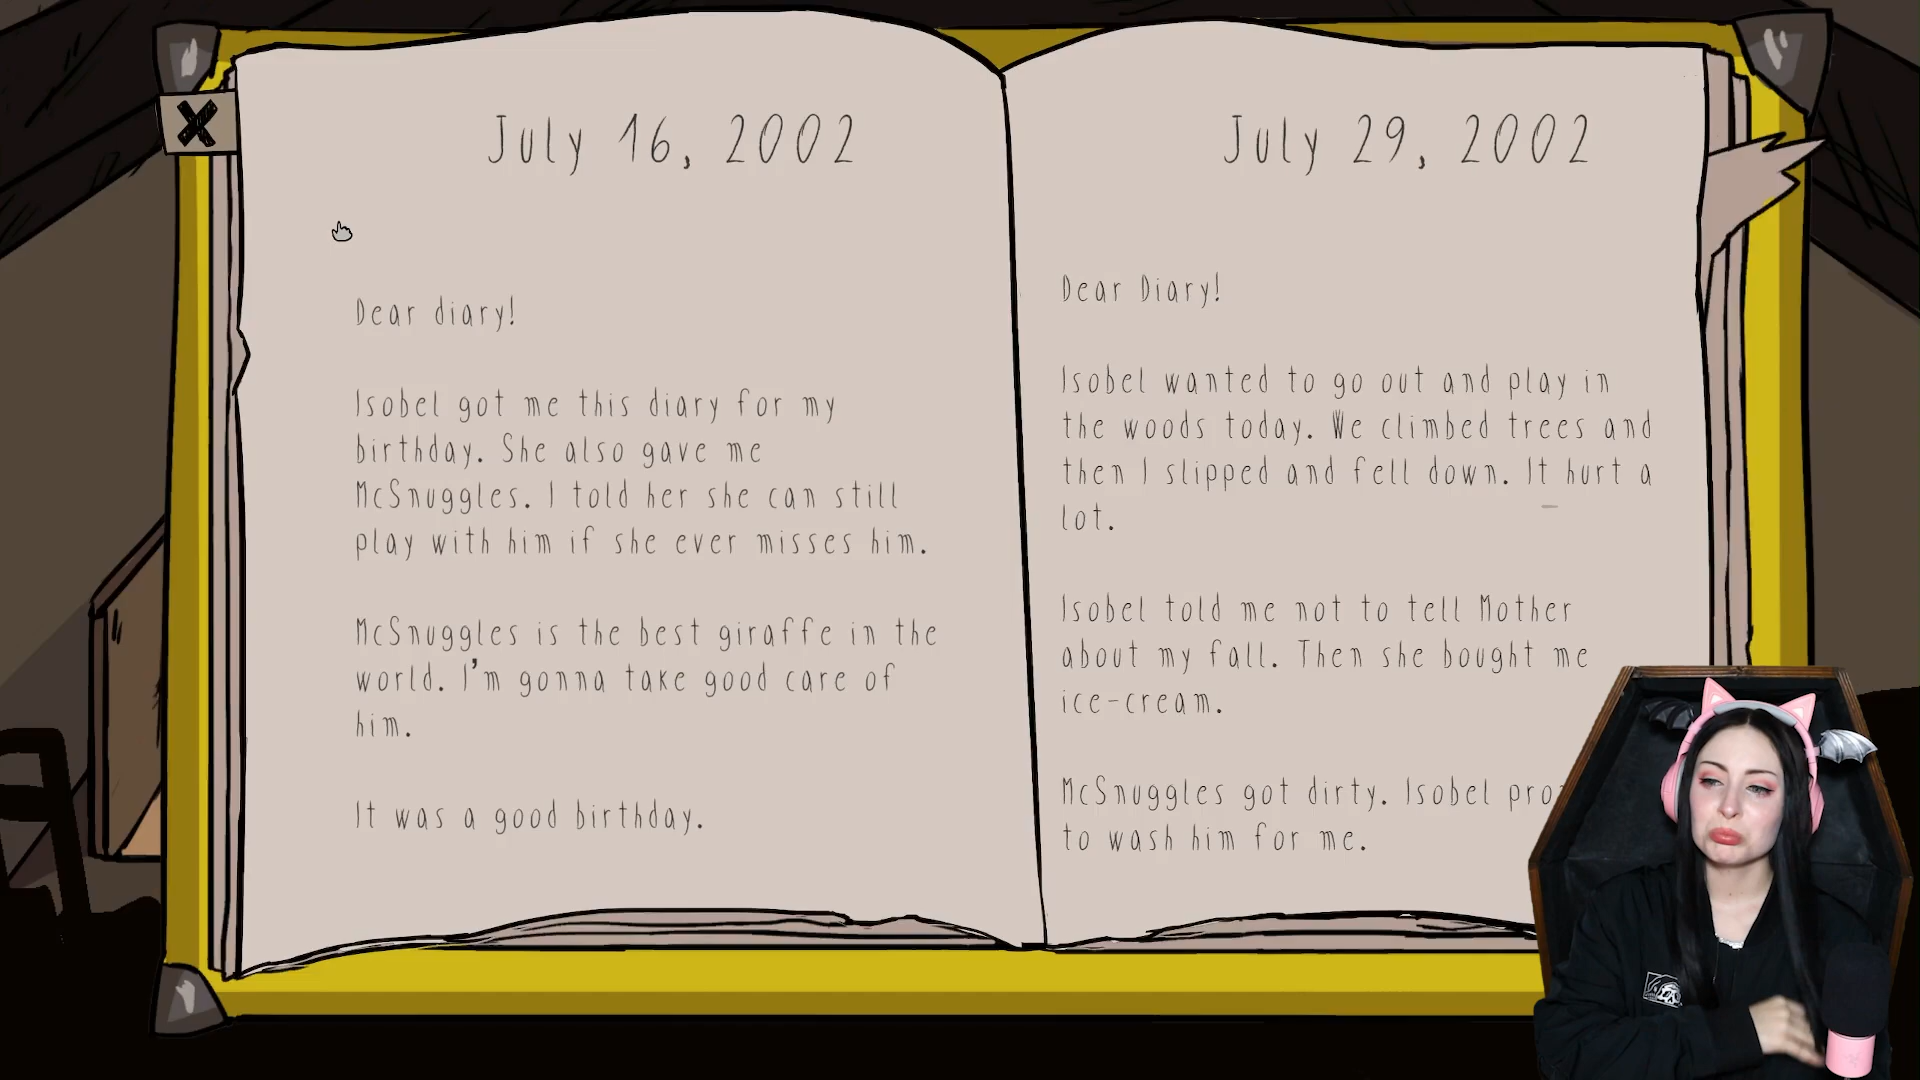 July 16, 2002
Dear diary!
Isobel got me this diary for my
birthday. She also gave me
McSnuggles. I told her she can still
play with him if she ever misses him.
McSnuggles is the best giraffe in the
world. I'm gonna take good care of
him.
It was a good birthday.
July 29, 2002
Dear Diary!
Isobel wanted to go out and play in
the woods today. We climbed trees and
then I slipped and fell down. It hurt a
lot.
Isobel told me not to tell Mother
about my fall. Then she bought me
ice-cream.
McSnuggles got dirty. Isobel
to wash him for me.